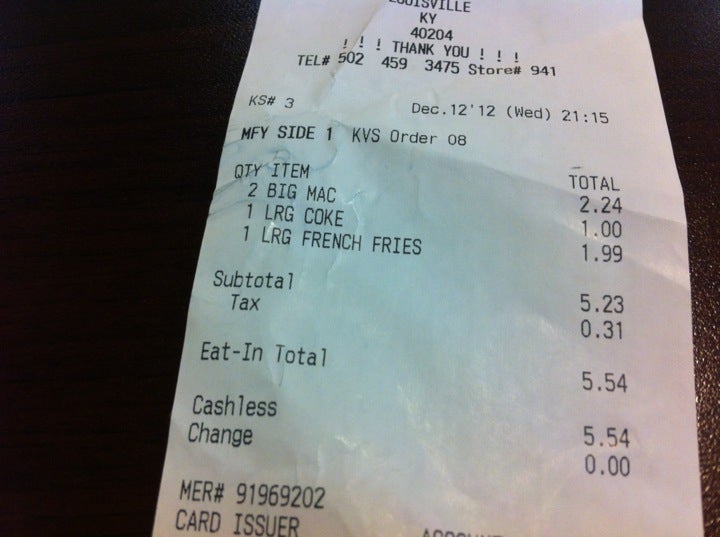 LOUISVILLE
KY
40204
! ! ! THANK YOU ! ! !
TEL# 502 459 3475 Store# 941
KS# 3 Dec.12'12 (Wed) 21:15
MFY SIDE 1 KVS Order 08
QTY ITEM TOTAL
2 BIG MAC 2.24
1 LRG COKE 1.00
1 LRG FRENCH FRIES 1.99
Subtotal 5.23
Tax 0.31
Eat-In Total 5.54
Cashless 5.54
Change 0.00
MER# 91969202
CARD ISSUER